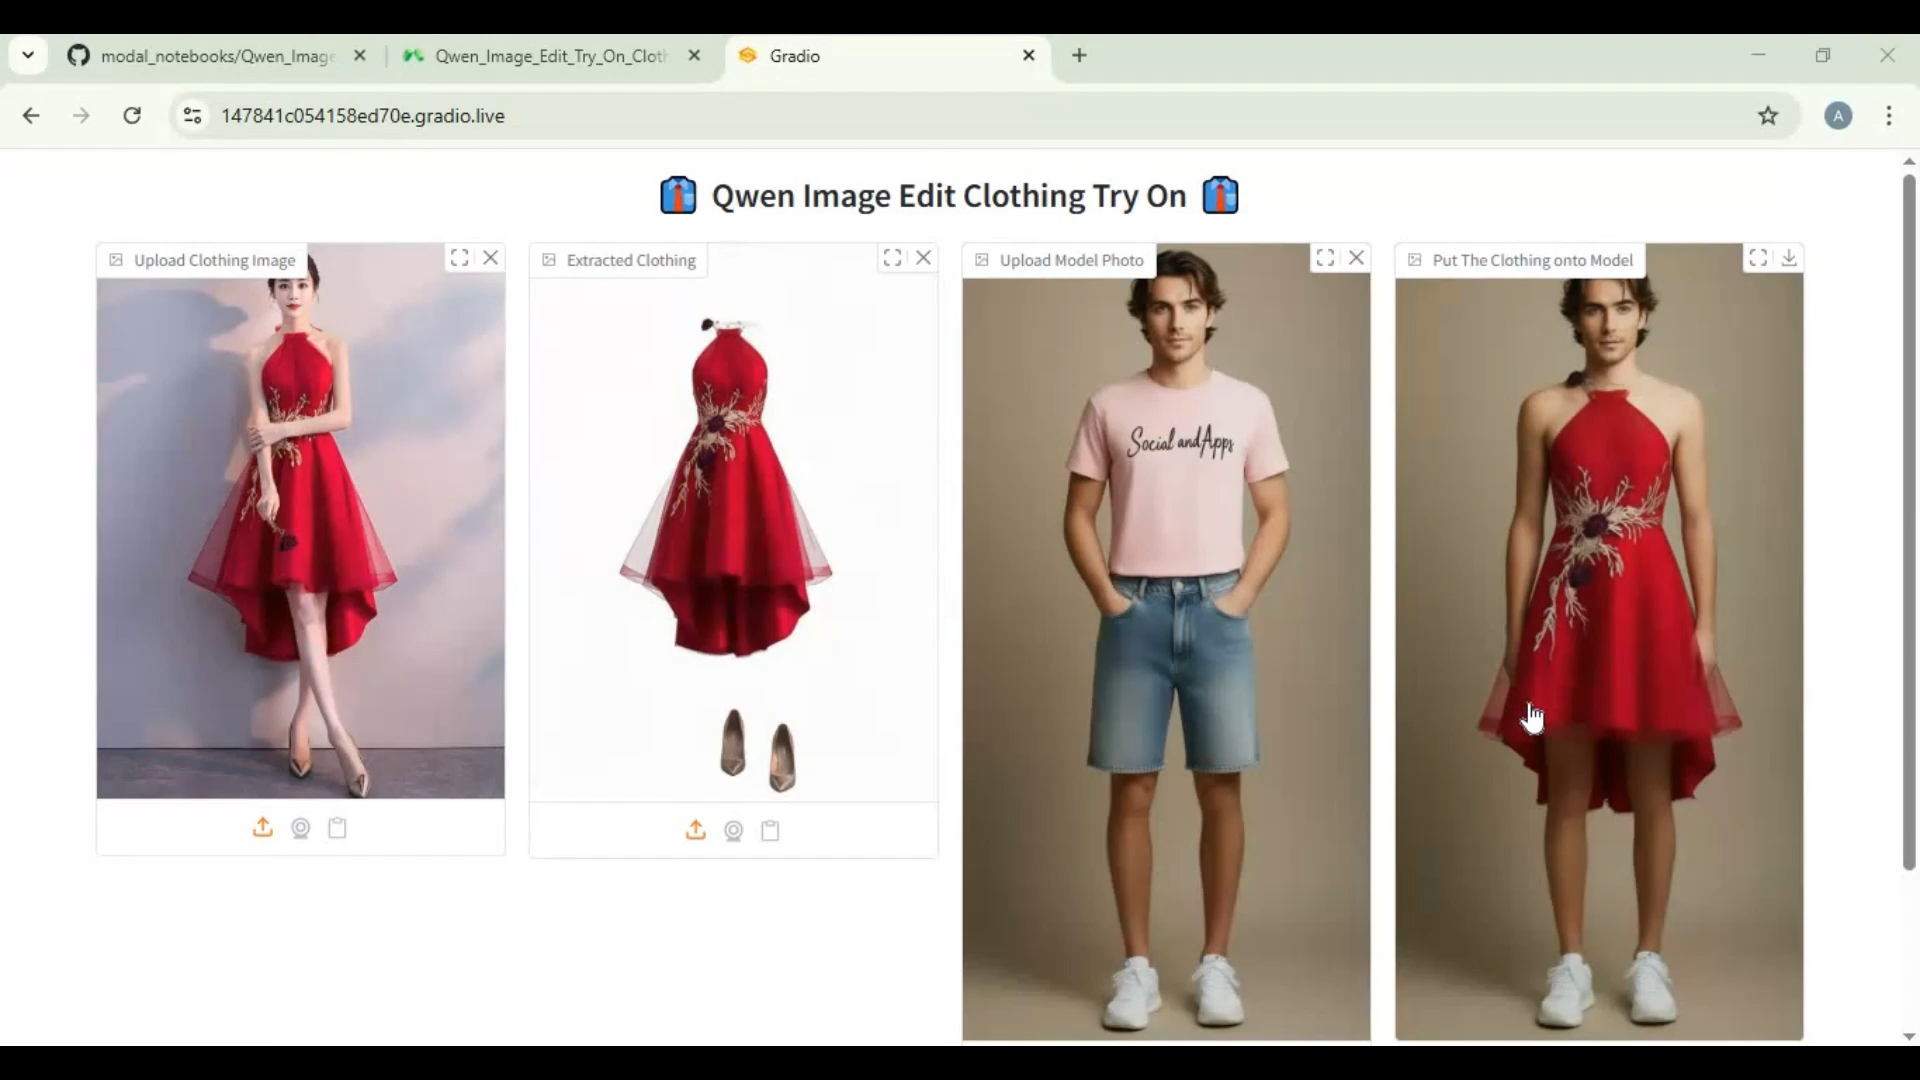 modal_notebooks/Qwen_Image
Qwen_Image_Edit_Try_On_Clot
Gradio
147841c054158ed70e.gradio.live
A
Qwen Image Edit Clothing Try On
Upload Clothing Image
Extracted Clothing
Upload Model Photo
Put The Clothing onto Model
Social and Apps